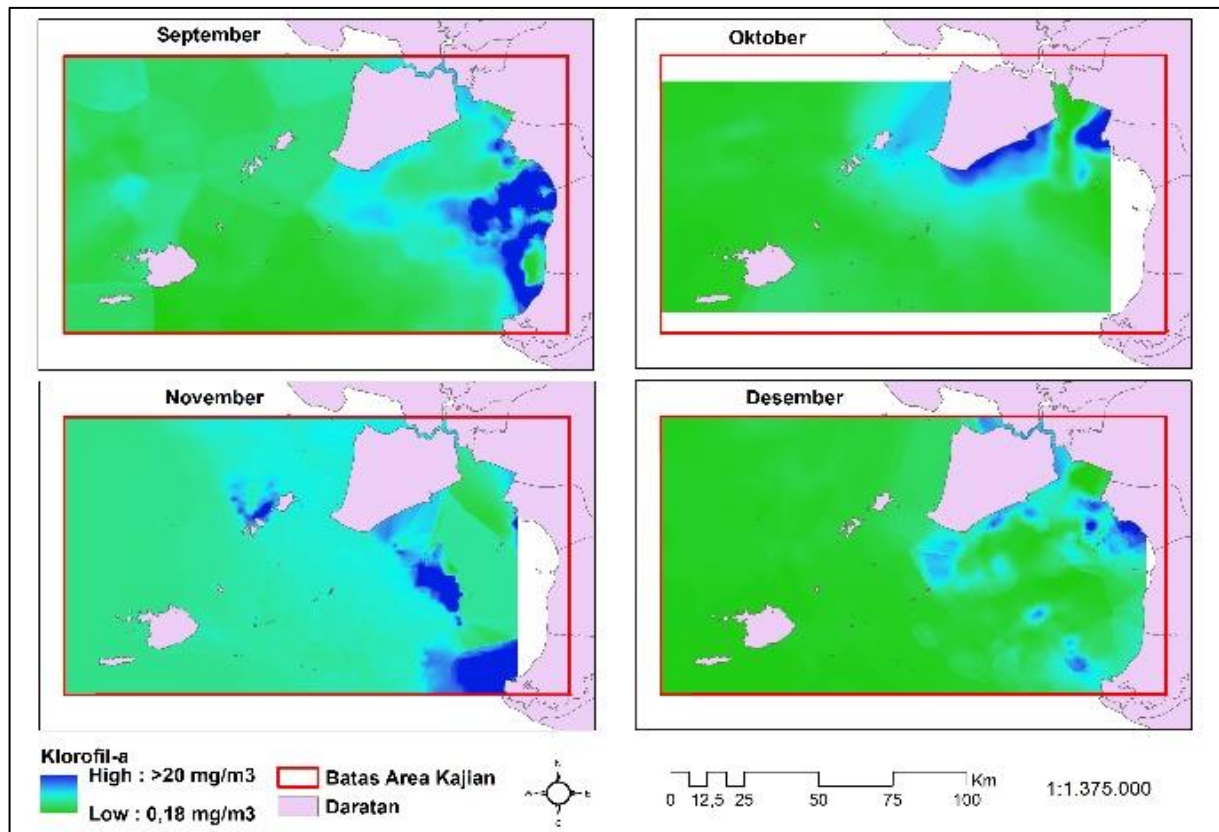 September
Oktober
November
Desember
Klorofil-a
High : >20 mg/m3
Low : 0,18 mg/m3
Batas Area Kajian
Daratan
Km
0 12,5 25 50 75 100
1:1.375.000